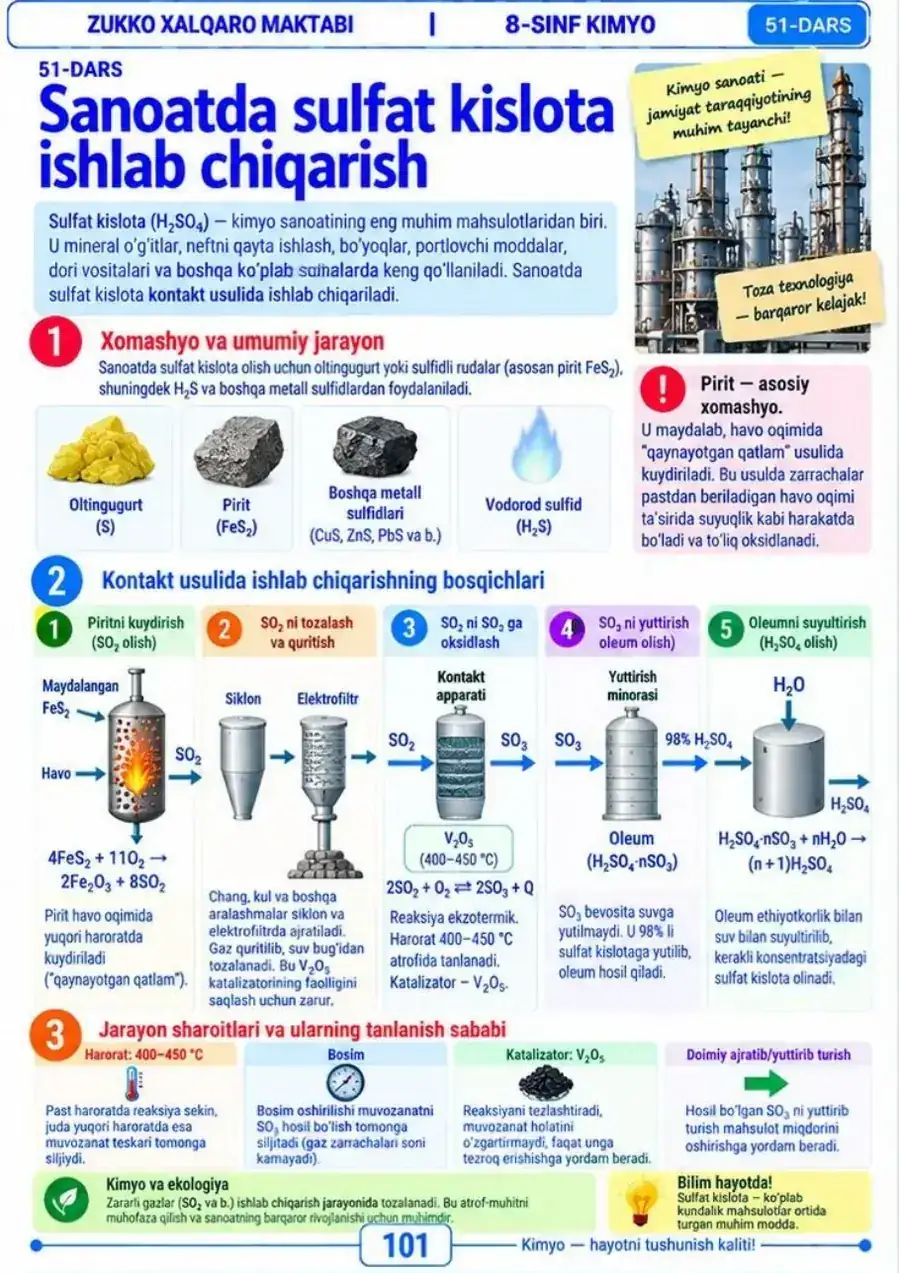 ZUKKO XALQARO MAKTABI | 8-SINF KIMYO 51-DARS
51-DARS
Sanoatda sulfat kislota
ishlab chiqarish
Kimyo sanoati —
jamiyat taraqqiyotining
muhim tayanchi!
Toza texnologiya
— barqaror kelajak!
Sulfat kislota (H₂SO₄) — kimyo sanoatining eng muhim mahsulotlaridan biri.
U mineral o'g'itlar, neftni qayta ishlash, bo'yoqlar, portlovchi moddalar,
dori vositalari va boshqa ko'plab sohalarda keng qo'llaniladi. Sanoatda
sulfat kislota kontakt usulida ishlab chiqariladi.
1 Xomashyo va umumiy jarayon
Sanoatda sulfat kislota olish uchun oltingugurt yoki sulfidli rudalar (asosan pirit FeS₂),
shuningdek H₂S va boshqa metall sulfidlardan foydalaniladi.
Oltingugurt
(S)
Pirit
(FeS₂)
Boshqa metall
sulfidlari
(CuS, ZnS, PbS va b.)
Vodorod sulfid
(H₂S)
! Pirit — asosiy
xomashyo.
U maydalab, havo oqimida
"qaynayotgan qatlam" usulida
kuydiriladi. Bu usulda zarrachalar
pastdan beriladigan havo oqimi
ta'sirida suyuqlik kabi harakatda
bo'ladi va to'liq oksidlanadi.
2 Kontakt usulida ishlab chiqarishning bosqichlari
1 Piritni kuydirish
(SO₂ olish)
Maydalangan
FeS₂
Havo
SO₂
4FeS₂ + 11O₂ →
2Fe₂O₃ + 8SO₂
Pirit havo oqimida
yuqori haroratda
kuydiriladi
("qaynayotgan qatlam").
2 SO₂ ni tozalash
va quritish
Siklon
Elektrofiltr
Chang, kul va boshqa
aralashmalar siklon va
elektrofiltrda ajratiladi.
Gaz quritilib, suv bug'idan
tozalanadi. Bu V₂O₅
katalizatorining faolligini
saqlash uchun zarur.
3 SO₂ ni SO₃ ga
oksidlash
Kontakt
apparati
SO₂
SO₃
V₂O₅
(400–450 °C)
2SO₂ + O₂ ⇄ 2SO₃ + Q
Reaksiya ekzotermik.
Harorat 400–450 °C
atrofida tanlanadi.
Katalizator – V₂O₅.
4 SO₃ ni yuttirish
oleum olish)
Yuttirish
minorasi
SO₃
98% H₂SO₄
Oleum
(H₂SO₄·nSO₃)
SO₃ bevosita suvga
yutilmaydi. U 98% li
sulfat kislotaga yutilib,
oleum hosil qiladi.
5 Oleumni suyultirish
(H₂SO₄ olish)
H₂O
H₂SO₄
H₂SO₄·nSO₃ + nH₂O →
(n + 1)H₂SO₄
Oleum ethiyotkorlik bilan
suv bilan suyultirilib,
kerakli konsentratsiyadagi
sulfat kislota olinadi.
3 Jarayon sharoitlari va ularning tanlanish sababi
Harorat: 400–450 °C
Past haroratda reaksiya sekin,
juda yuqori haroratda esa
muvozanat teskari tomonga
siljiydi.
Bosim
Bosim oshirilishi muvozanatni
SO₃ hosil bo'lish tomonga
siljitadi (gaz zarrachalari soni
kamayadi).
Katalizator: V₂O₅
Reaksiyani tezlashtiradi,
muvozanat holatini
o'zgartirmaydi, faqat unga
tezroq erishishga yordam beradi.
Doimiy ajratib/yuttirib turish
Hosil bo'lgan SO₃ ni yuttirib
turish mahsulot miqdorini
oshirishga yordam beradi.
Kimyo va ekologiya
Zararli gazlar (SO₂ va b.) ishlab chiqarish jarayonida tozalanadi. Bu atrof-muhitni
muhofaza qilish va sanoatning barqaror rivojlanishi uchun muhimdir.
Bilim hayotda!
Sulfat kislota — ko'plab
kundalik mahsulotlar ortida
turgan muhim modda.
101
Kimyo — hayotni tushunish kaliti!